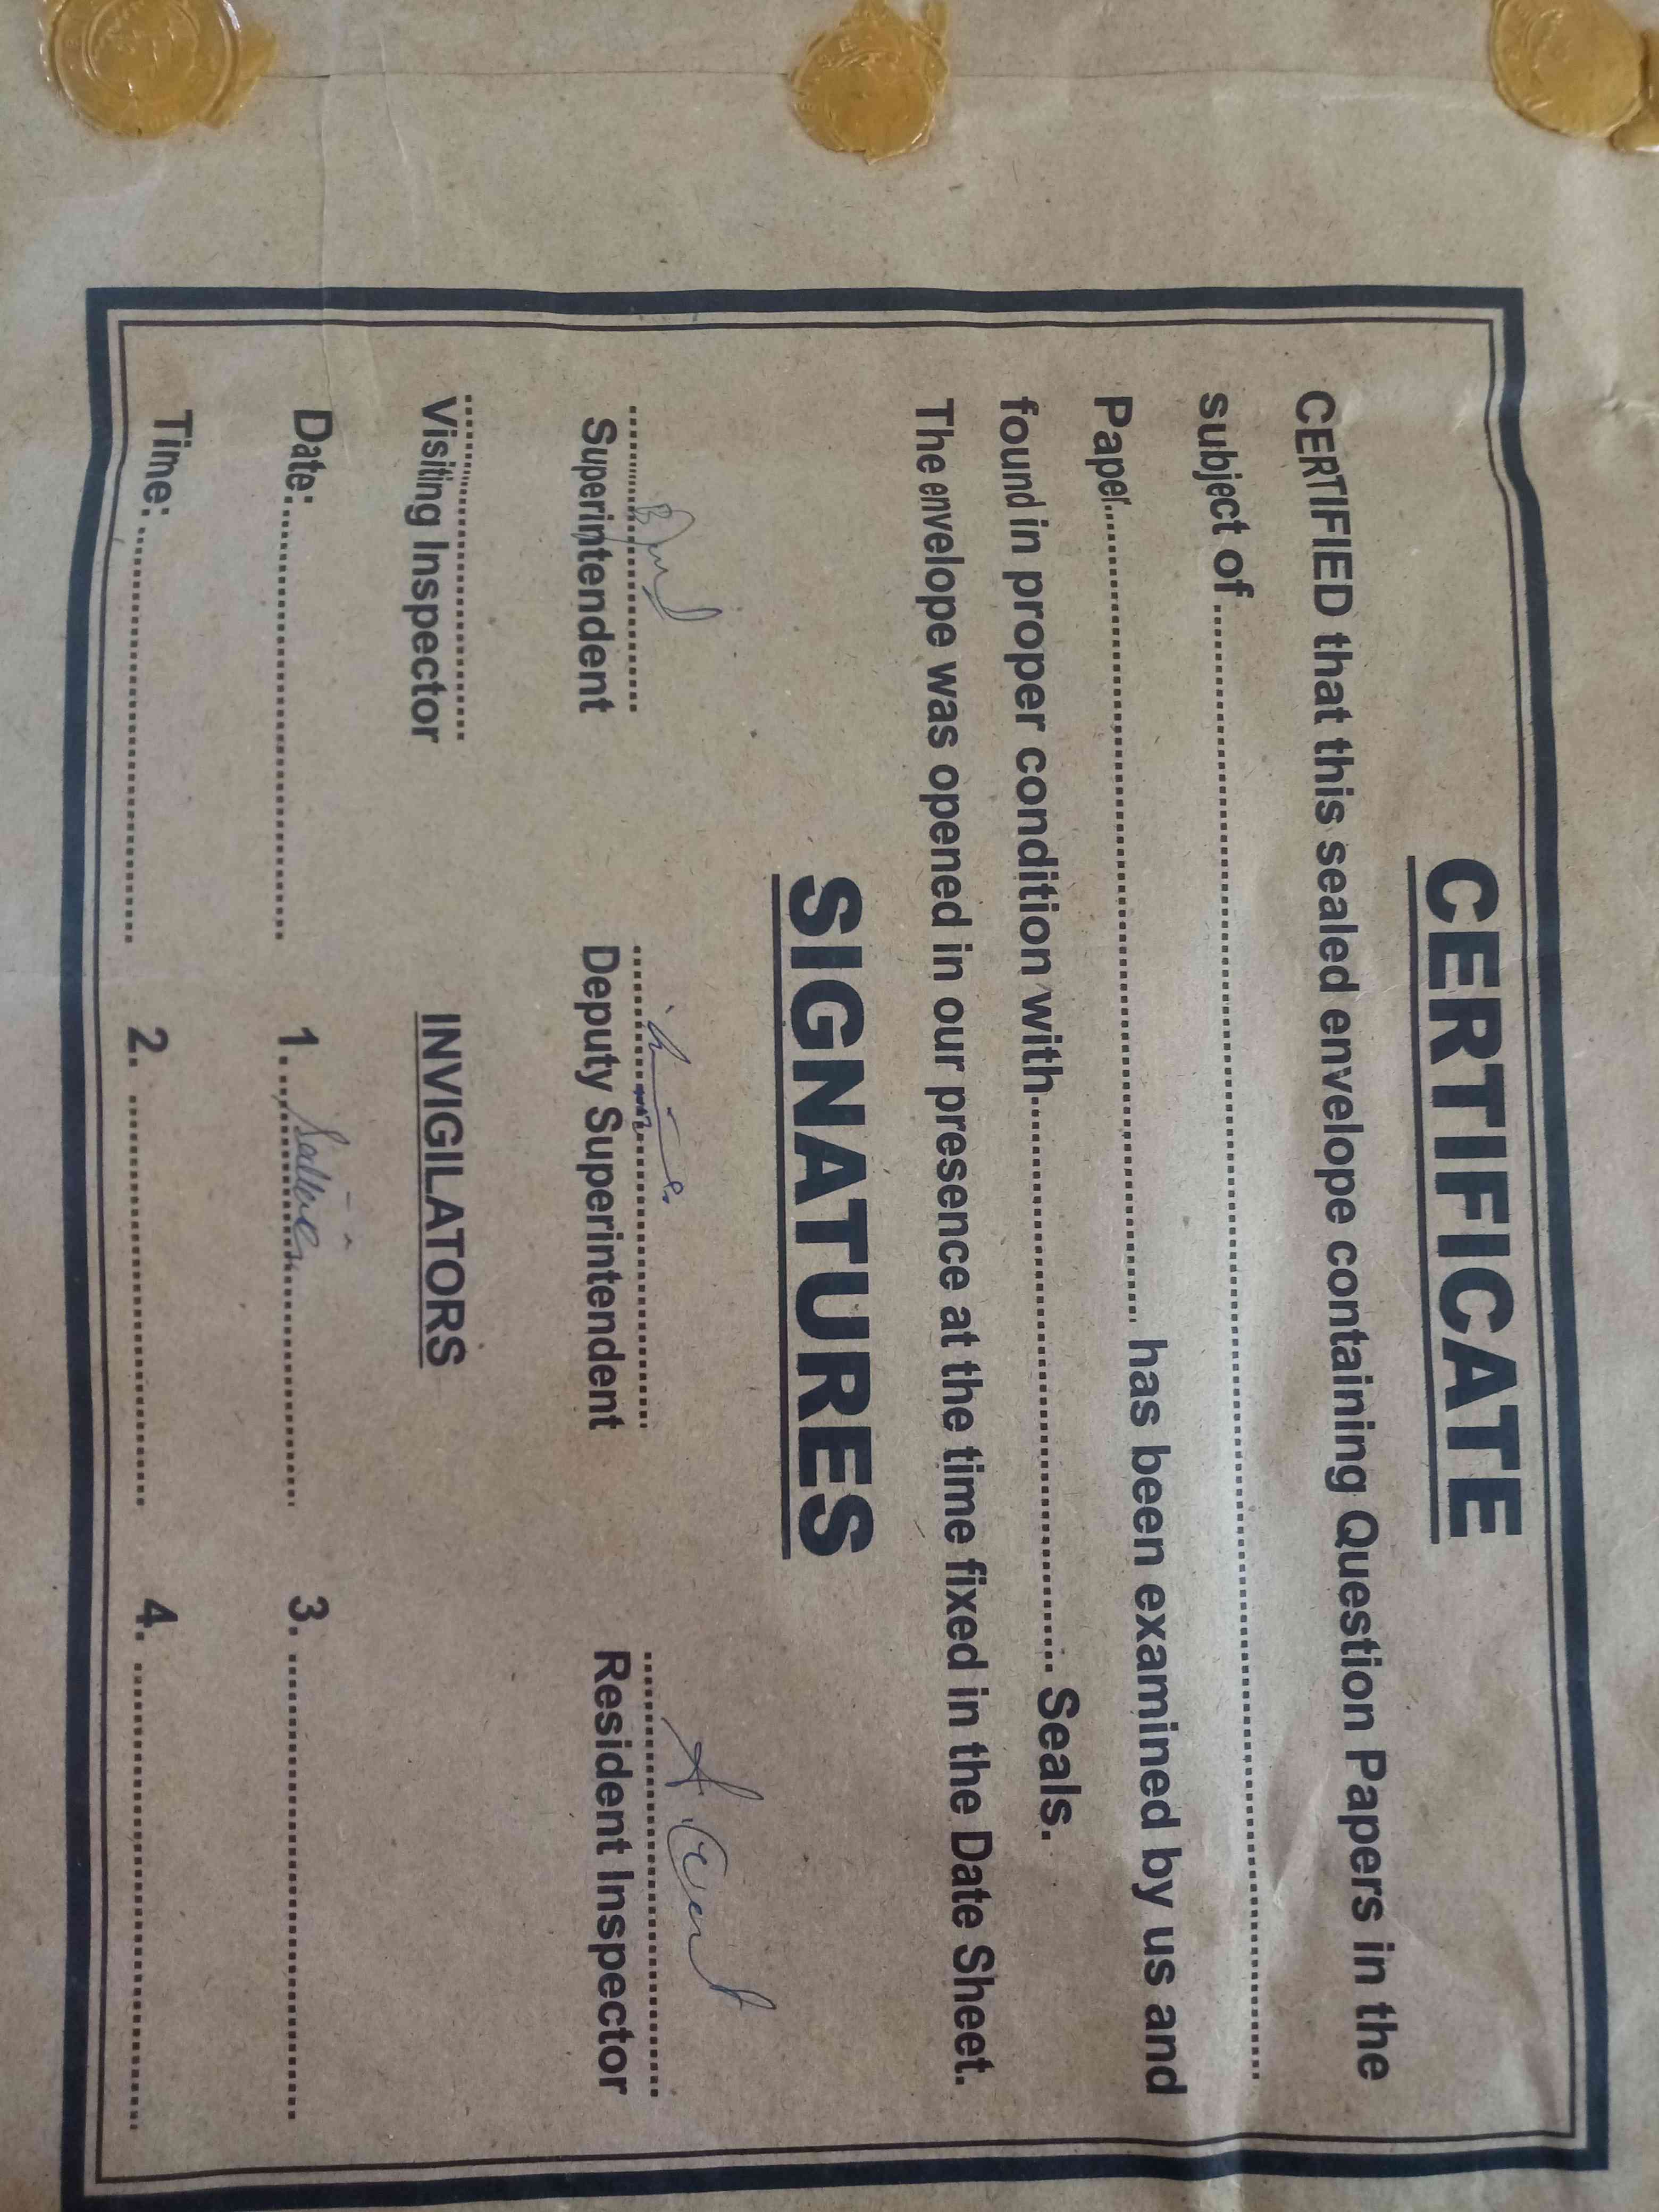 CERTIFICATE
CERTIFIED that this sealed envelope containing Question Papers in the
subject of ........................................
Paper........................................ has been examined by us and
found in proper condition with........................................ Seals.
The envelope was opened in our presence at the time fixed in the Date Sheet.
SIGNATURES
Superintendent Deputy Superintendent Resident Inspector
Visiting Inspector INVIGILATORS
Date:........................ 1. ........................ 3. ........................
Time: ........................ 2. ........................ 4. ........................